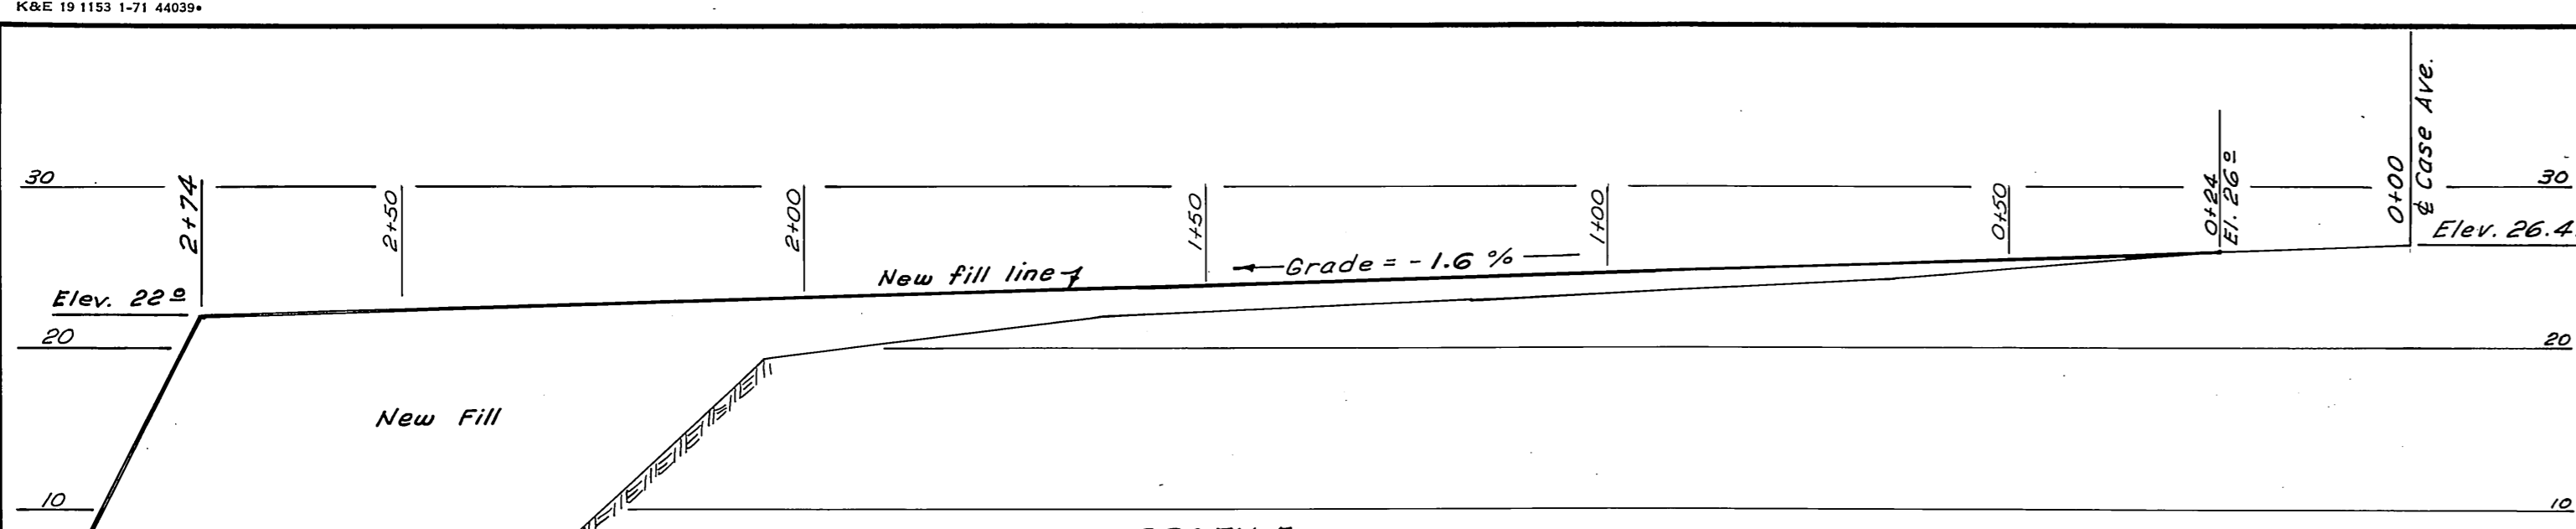 K&E 19 1153 1-71 44039•
30
2+74
2+50
2+00
1+50
1+00
0+50
0+24
El. 26 º
0+00
℄ Case Ave.
30
Elev. 26.4
Elev. 22 º
New fill line
Grade = - 1.6 %
20
20
New Fill
10
10